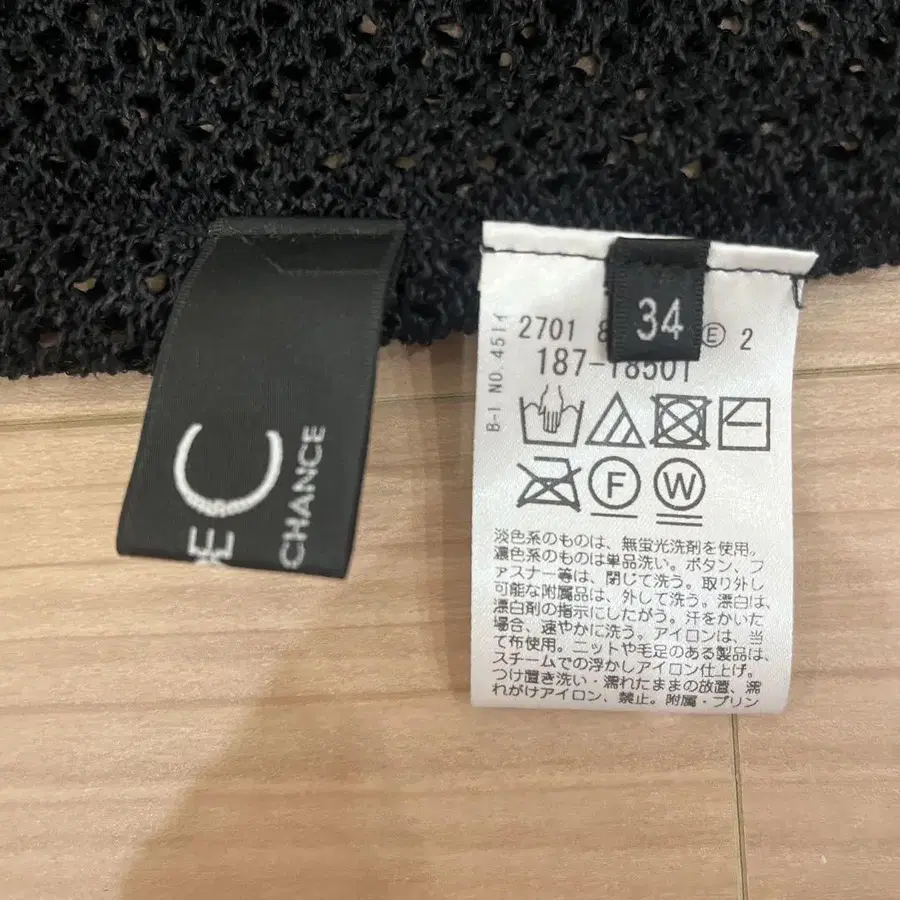 C
DE
CHANCE
34
B-I NO.4511
2701 8 Ⓔ 2
187-18501
F
W
淡色系のものは、無蛍光洗剤を使用。
濃色系のものは単品洗い。ボタン、フ
ァスナー等は、閉じて洗う。取り外し
可能な附属品は、外して洗う。漂白は、
漂白剤の指示にしたがう。汗をかいた
場合、速やかに洗う。アイロンは、当
て布使用。ニットや毛足のある製品は、
スチームでの浮かしアイロン仕上げ。
つけ置き洗い・濡れたままの放置、濡
れがけアイロン、禁止。附属・プリン